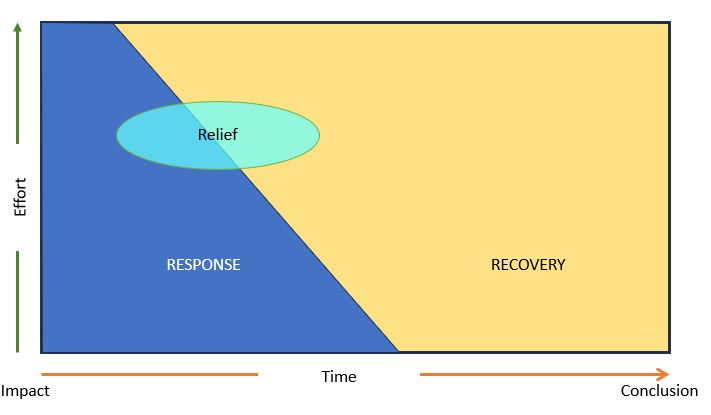 Effort
Relief
RESPONSE
RECOVERY
Time
Impact
Conclusion